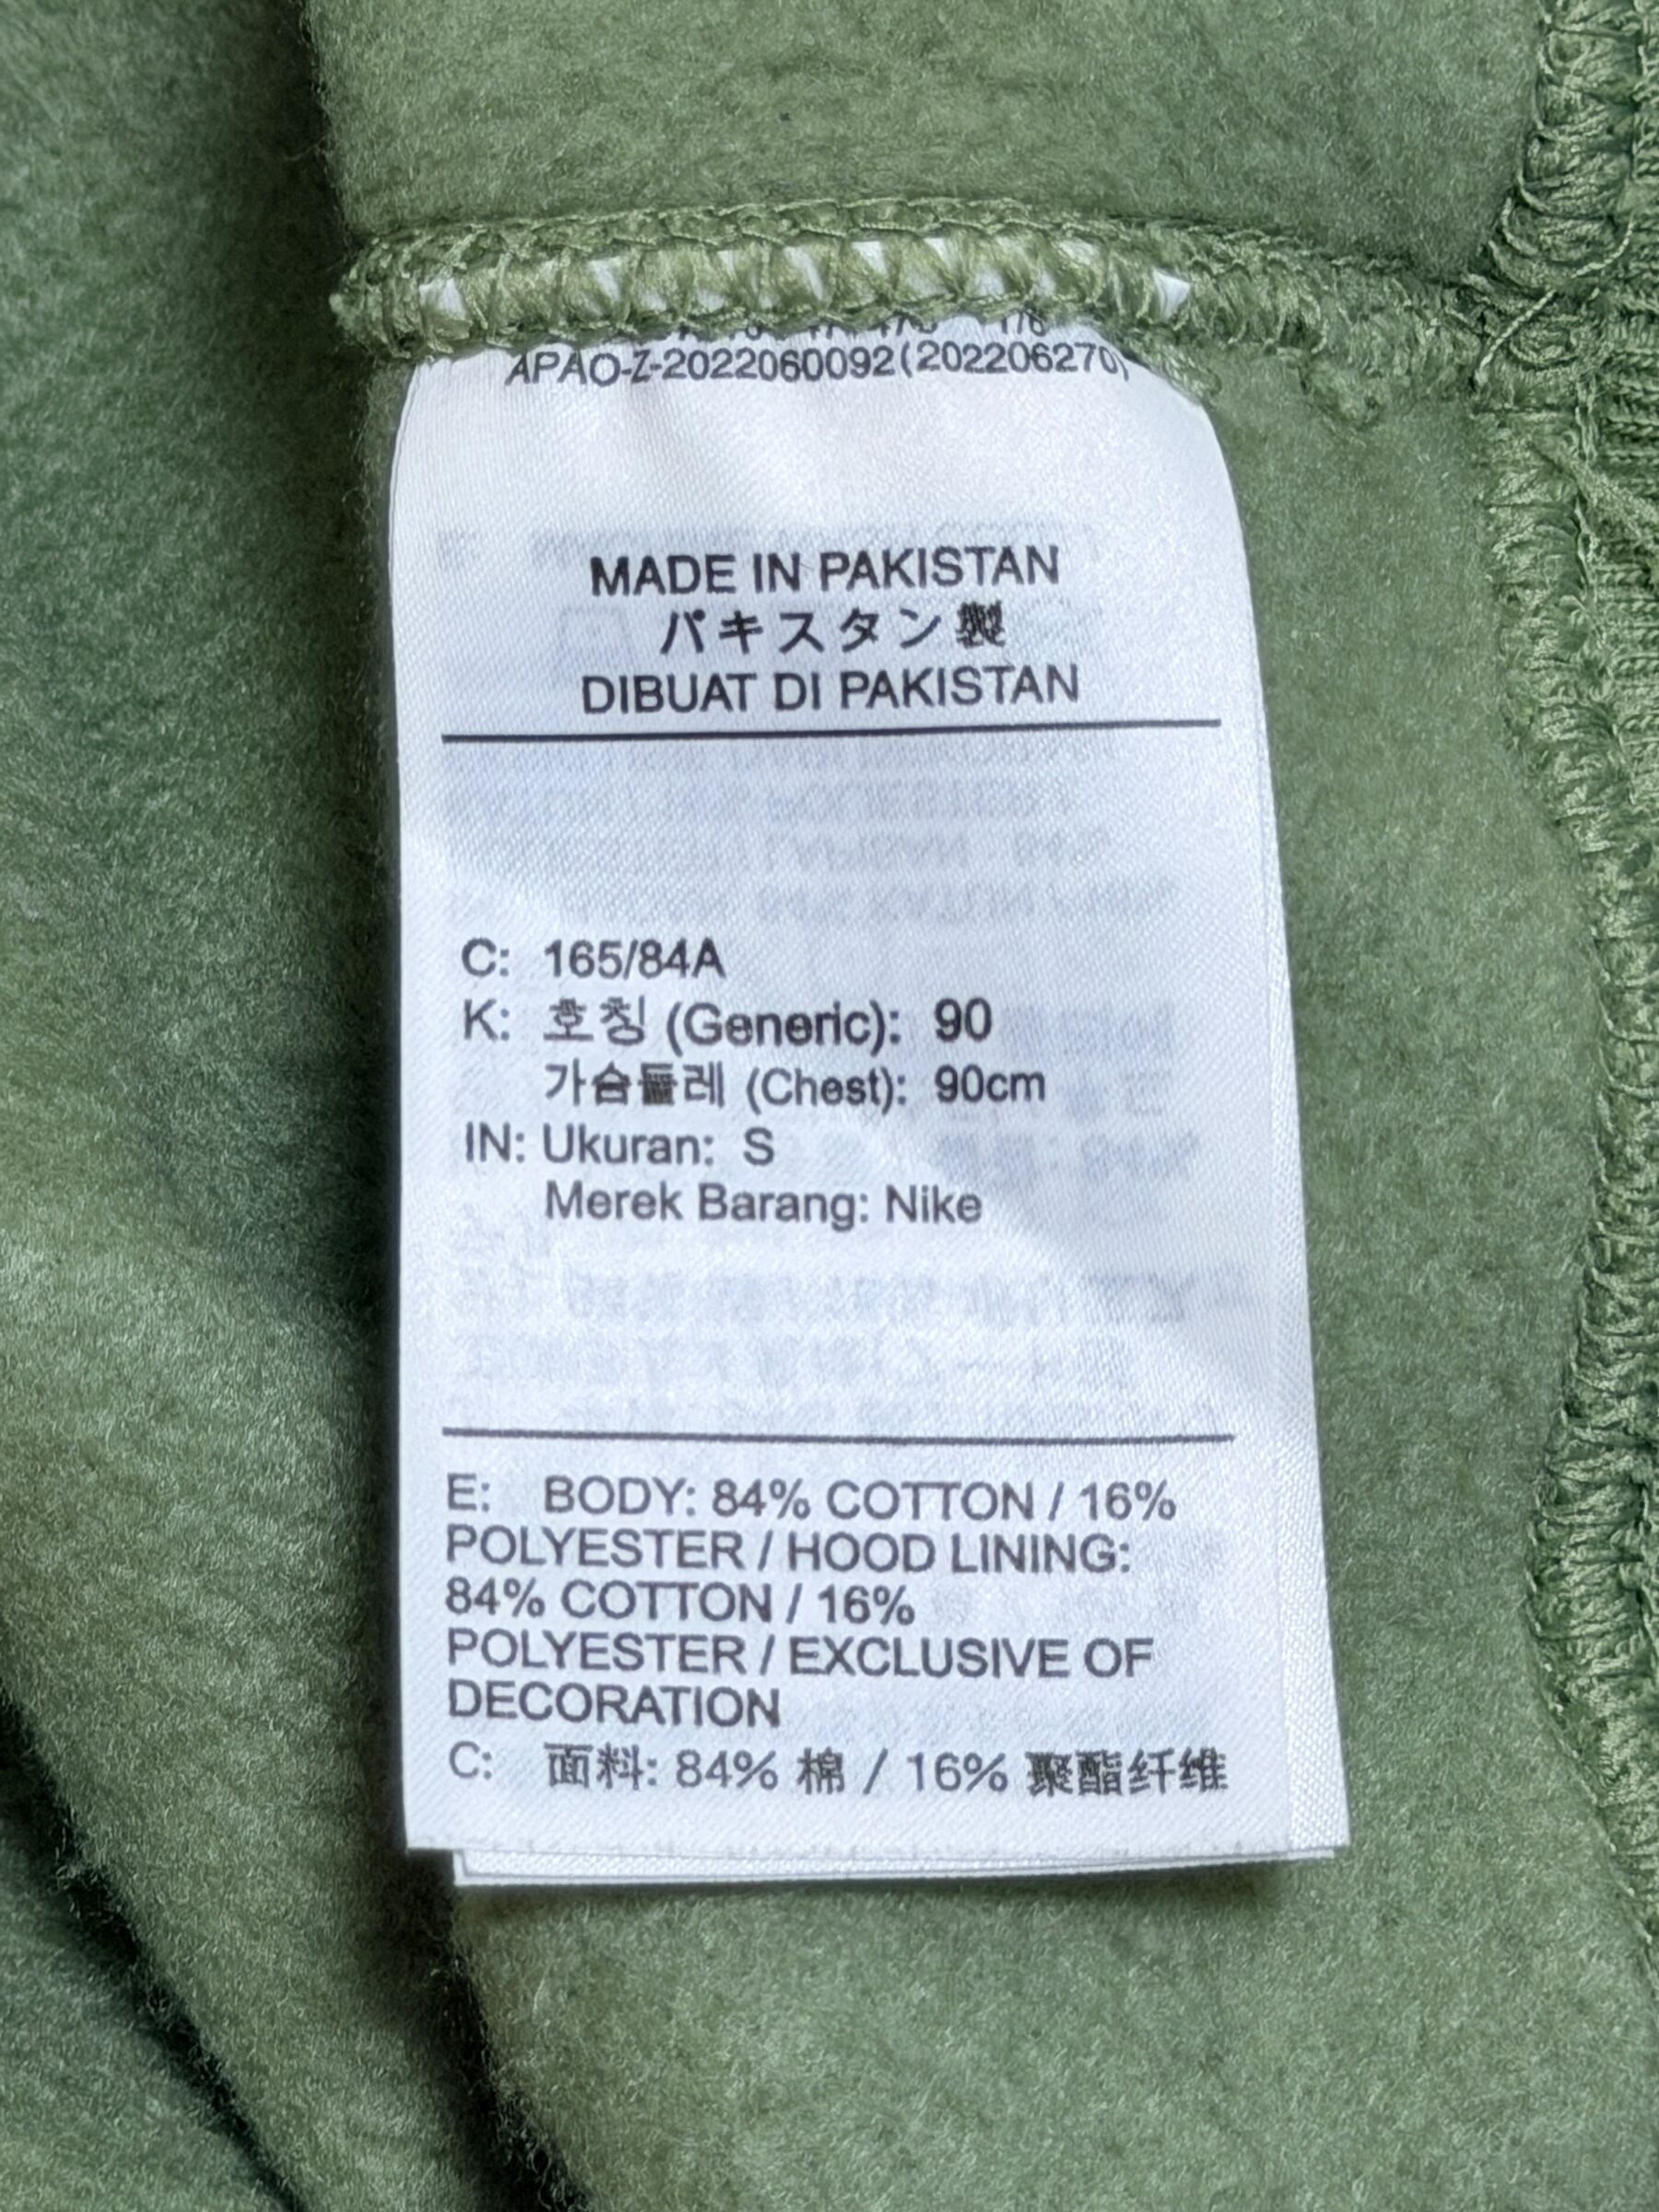 APAO-Z-2022060092(202206270)
MADE IN PAKISTAN
パキスタン製
DIBUAT DI PAKISTAN
C: 165/84A
K: 호칭 (Generic): 90
가슴둘레 (Chest): 90cm
IN: Ukuran: S
Merek Barang: Nike
E: BODY: 84% COTTON / 16%
POLYESTER / HOOD LINING:
84% COTTON / 16%
POLYESTER / EXCLUSIVE OF
DECORATION
C: 面料: 84% 棉 / 16% 聚酯纤维